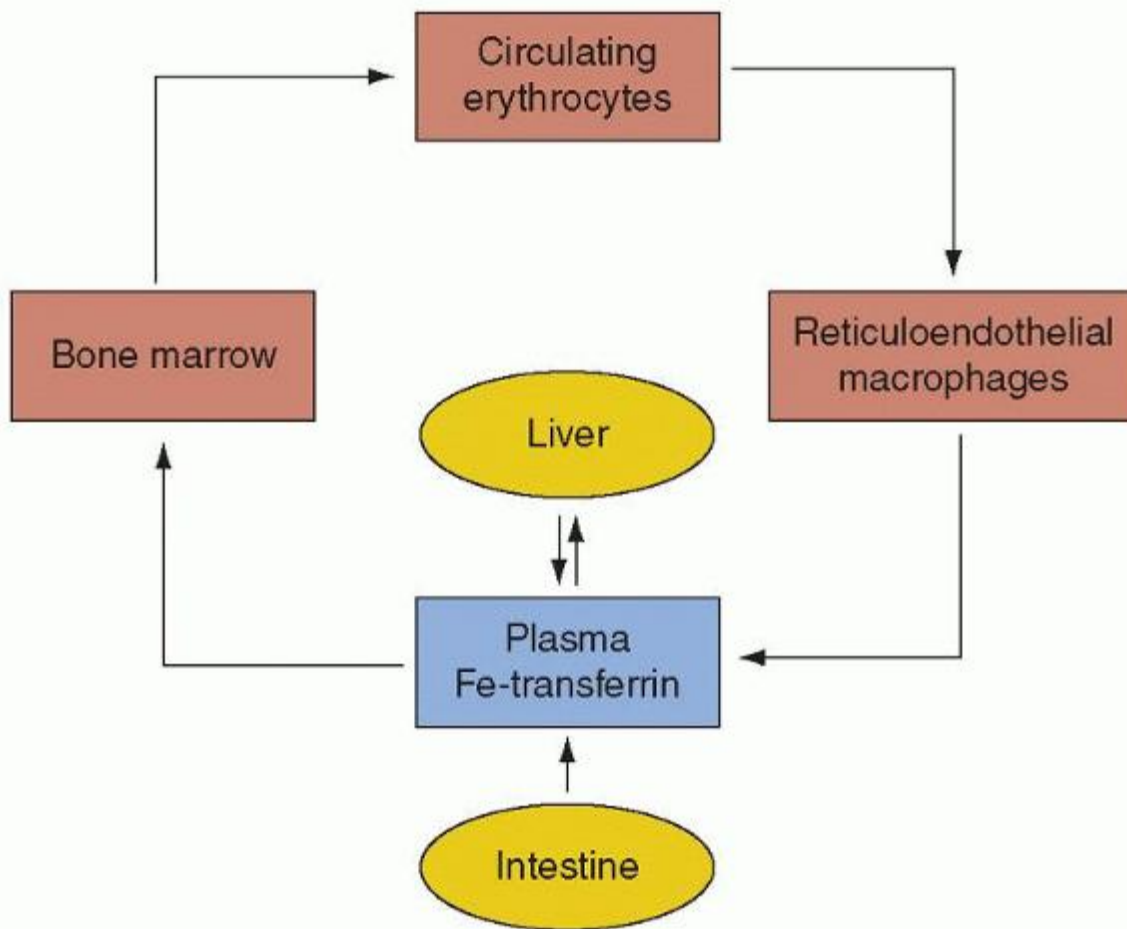 Circulating
erythrocytes
Bone marrow
Reticuloendothelial
macrophages
Liver
Plasma
Fe-transferrin
Intestine